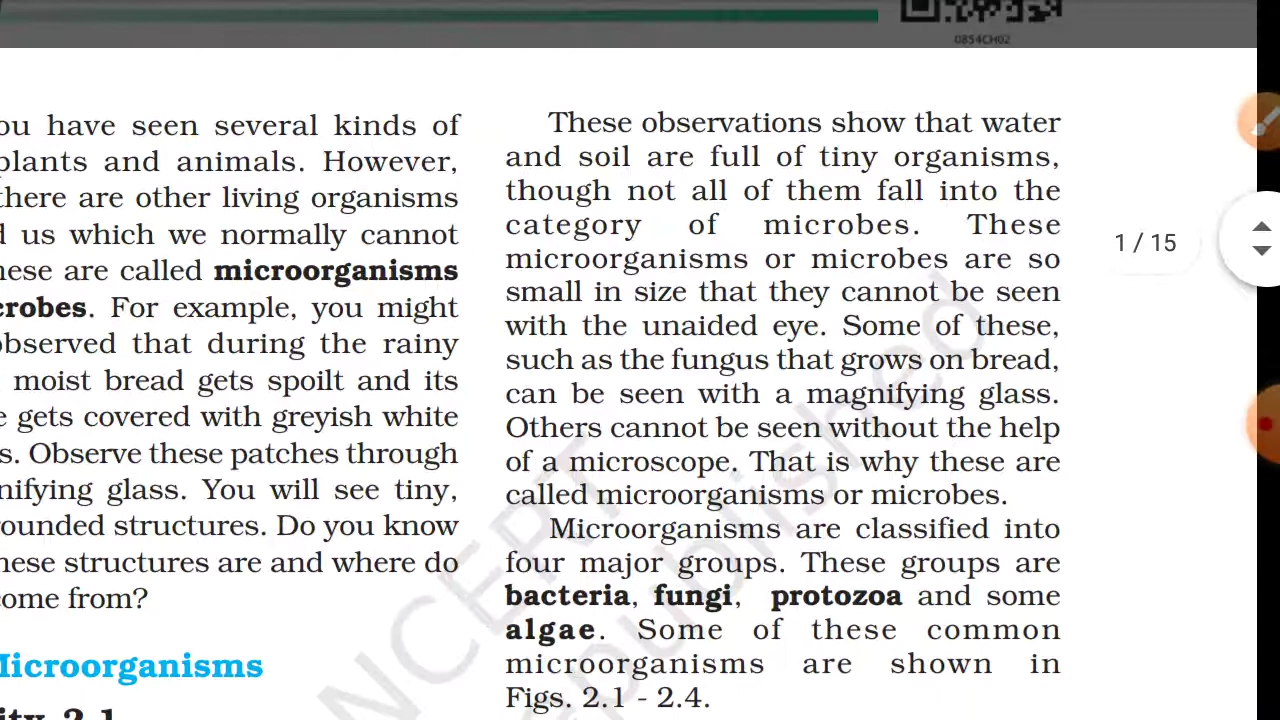 0854CH02
ou have seen several kinds of
plants and animals. However,
there are other living organisms
d us which we normally cannot
hese are called microorganisms
crobes. For example, you might
observed that during the rainy
moist bread gets spoilt and its
e gets covered with greyish white
s. Observe these patches through
nifying glass. You will see tiny,
rounded structures. Do you know
hese structures are and where do
come from?
Microorganisms
ity 2.1
These observations show that water
and soil are full of tiny organisms,
though not all of them fall into the
category of microbes. These
microorganisms or microbes are so
small in size that they cannot be seen
with the unaided eye. Some of these,
such as the fungus that grows on bread,
can be seen with a magnifying glass.
Others cannot be seen without the help
of a microscope. That is why these are
called microorganisms or microbes.
Microorganisms are classified into
four major groups. These groups are
bacteria, fungi, protozoa and some
algae. Some of these common
microorganisms are shown in
Figs. 2.1 - 2.4.
1 / 15
NCERT
republished